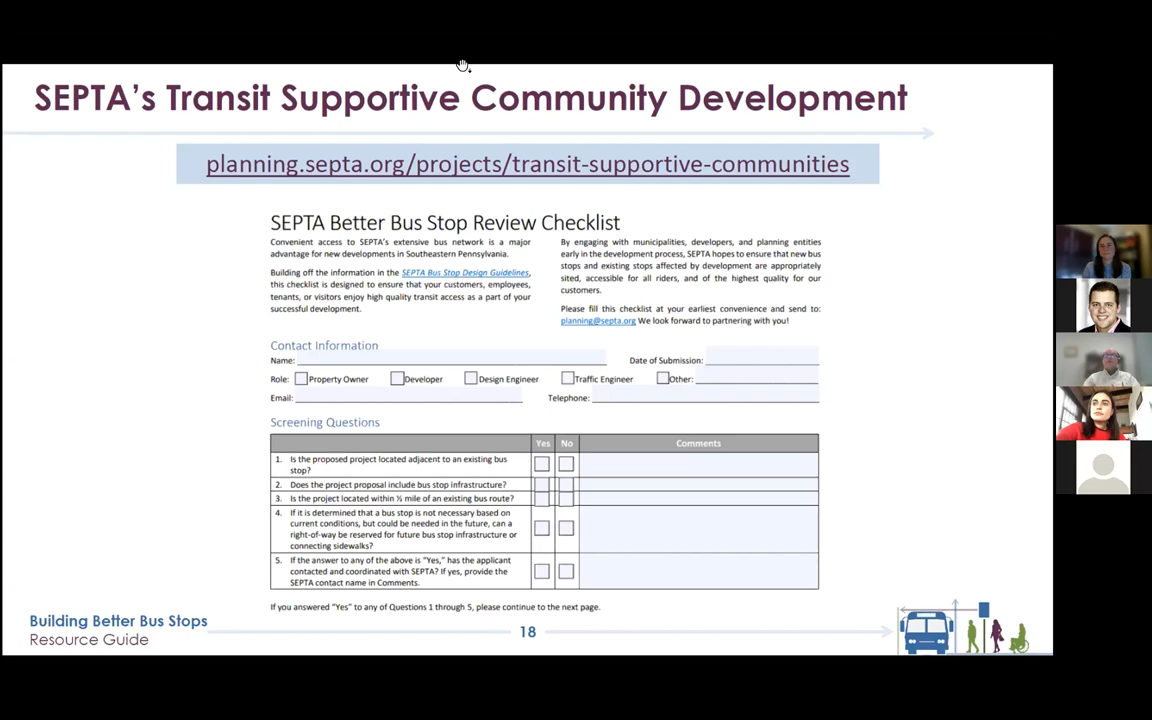 SEPTA's Transit Supportive Community Development
planning.septa.org/projects/transit-supportive-communities
SEPTA Better Bus Stop Review Checklist
Convenient access to SEPTA's extensive bus network is a major
advantage for new developments in Southeastern Pennsylvania.
Building off the information in the SEPTA Bus Stop Design Guidelines,
this checklist is designed to ensure that your customers, employees,
tenants, or visitors enjoy high quality transit access as a part of your
successful development.
By engaging with municipalities, developers, and planning entities
early in the development process, SEPTA hopes to ensure that new bus
stops and existing stops affected by development are appropriately
sited, accessible for all riders, and of the highest quality for our
customers.
Please fill this checklist at your earliest convenience and send to:
planning@septa.org We look forward to partnering with you!
Contact Information
Name: Date of Submission:
Role: Property Owner Developer Design Engineer Traffic Engineer Other:
Email: Telephone:
Screening Questions
Yes No Comments
1. Is the proposed project located adjacent to an existing bus
stop?
2. Does the project proposal include bus stop infrastructure?
3. Is the project located within ½ mile of an existing bus route?
4. If it is determined that a bus stop is not necessary based on
current conditions, but could be needed in the future, can a
right-of-way be reserved for future bus stop infrastructure or
connecting sidewalks?
5. If the answer to any of the above is "Yes," has the applicant
contacted and coordinated with SEPTA? If yes, provide the
SEPTA contact name in Comments.
If you answered "Yes" to any of Questions 1 through 5, please continue to the next page.
Building Better Bus Stops
Resource Guide
18